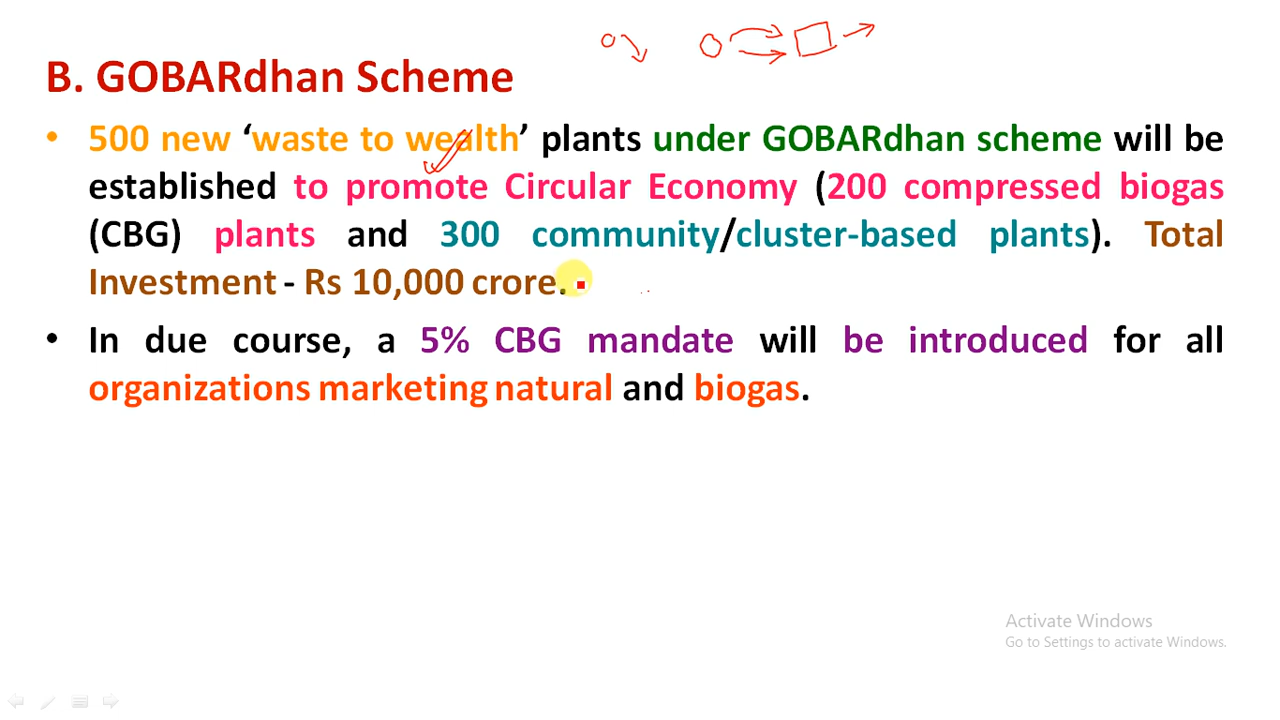 B. GOBARdhan Scheme
• 500 new ‘waste to wealth’ plants under GOBARdhan scheme will be
established to promote Circular Economy (200 compressed biogas
(CBG) plants and 300 community/cluster-based plants). Total
Investment - Rs 10,000 crore.
• In due course, a 5% CBG mandate will be introduced for all
organizations marketing natural and biogas.
Activate Windows
Go to Settings to activate Windows.